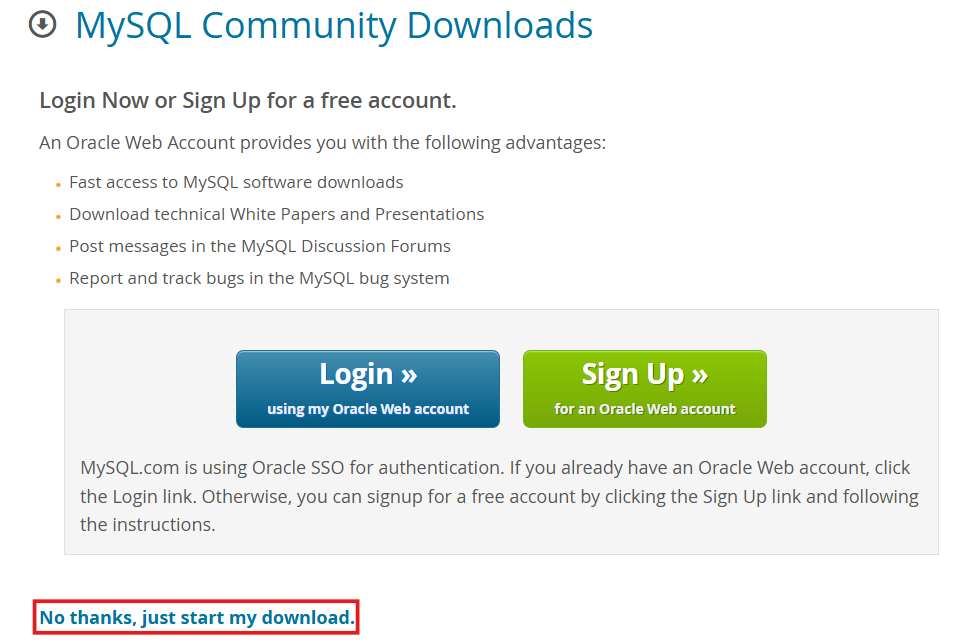 MySQL Community Downloads
Login Now or Sign Up for a free account.
An Oracle Web Account provides you with the following advantages:
Fast access to MySQL software downloads
Download technical White Papers and Presentations
Post messages in the MySQL Discussion Forums
Report and track bugs in the MySQL bug system
Login »
using my Oracle Web account
Sign Up »
for an Oracle Web account
MySQL.com is using Oracle SSO for authentication. If you already have an Oracle Web account, click
the Login link. Otherwise, you can signup for a free account by clicking the Sign Up link and following
the instructions.
No thanks, just start my download.